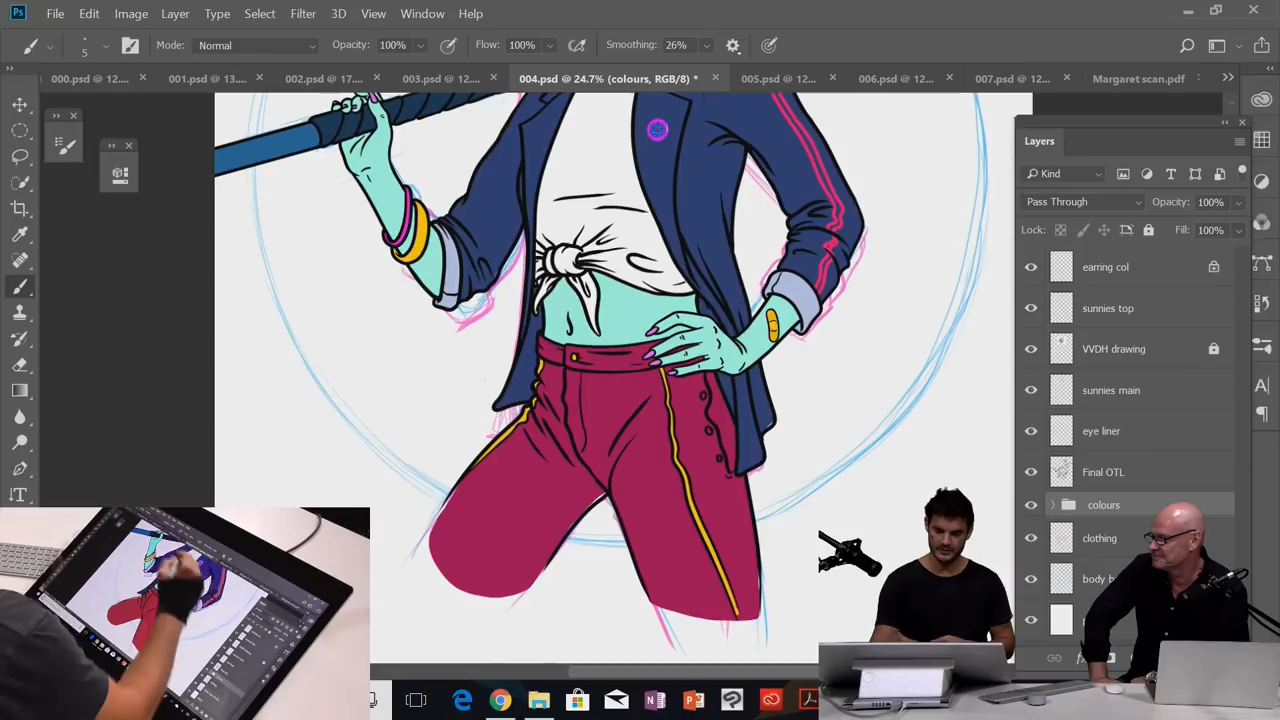 Ps File Edit Image Layer Type Select Filter 3D View Window Help
5 Mode: Normal Opacity: 100% Flow: 100% Smoothing: 26%
000.psd @ 12.... 001.psd @ 13.... 002.psd @ 17.... 003.psd @ 12.... 004.psd @ 24.7% (colours, RGB/8) * 005.psd @ 12.... 006.psd @ 12.... 007.psd @ 12.... Margaret scan.pdf
Layers
Kind
Pass Through Opacity: 100%
Lock: Fill: 100%
earring col
sunnies top
VVDH drawing
sunnies main
eye liner
Final OTL
colours
clothing
body b